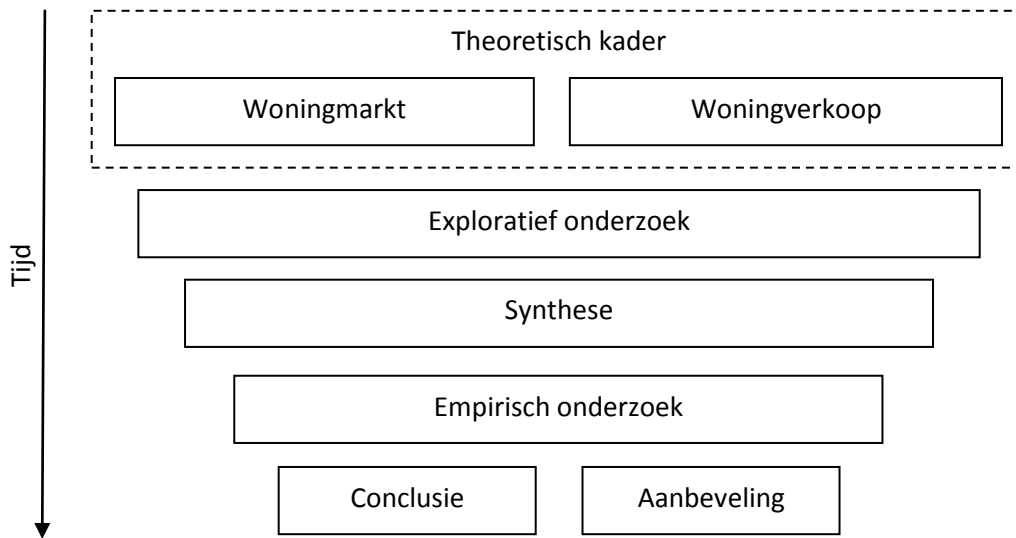 Theoretisch kader
Woningmarkt
Woningverkoop
Exploratief onderzoek
Tijd
Synthese
Empirisch onderzoek
Conclusie
Aanbeveling